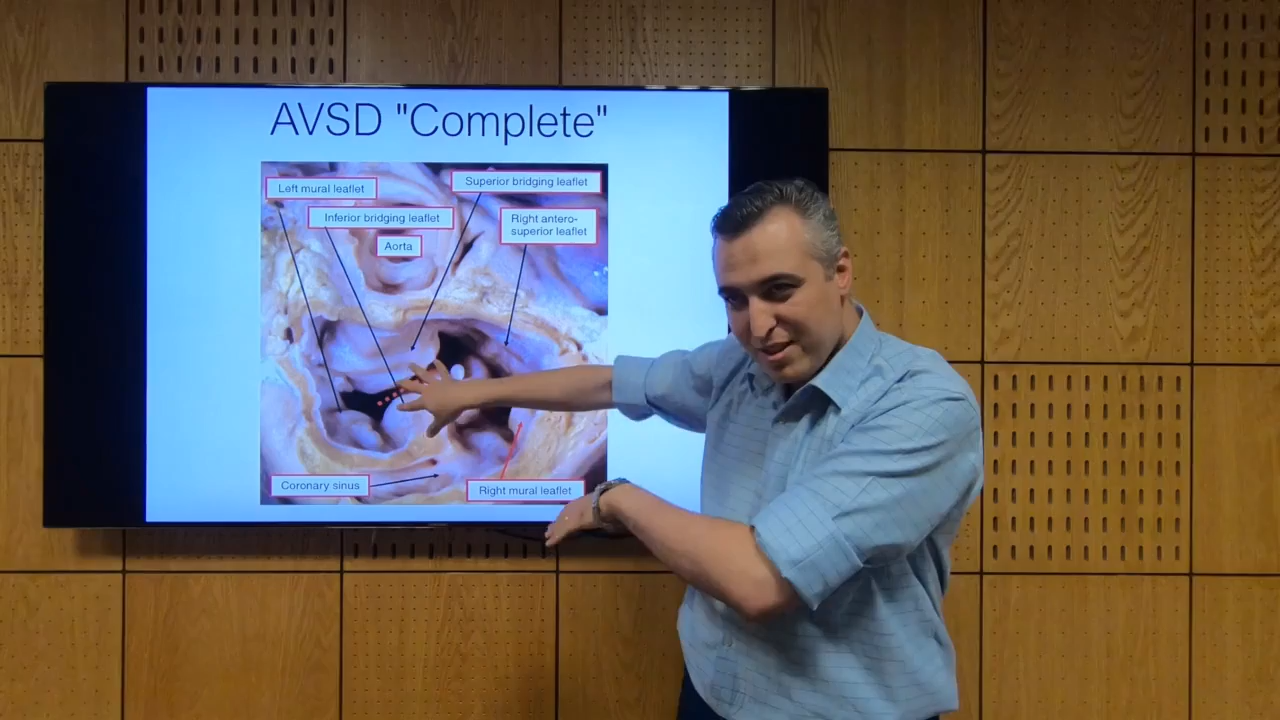 AVSD "Complete"
Left mural leaflet
Superior bridging leaflet
Inferior bridging leaflet
Right antero-
superior leaflet
Aorta
Coronary sinus
Right mural leaflet